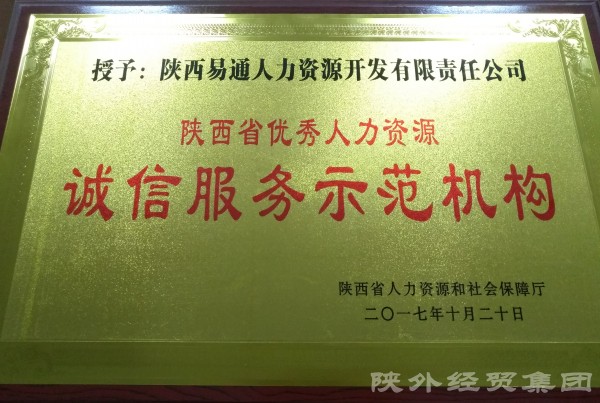 授予：陕西易通人力资源开发有限责任公司
陕西省优秀人力资源
诚信服务示范机构
陕西省人力资源和社会保障厅
二〇一七年十月二十日
陕外经贸集团